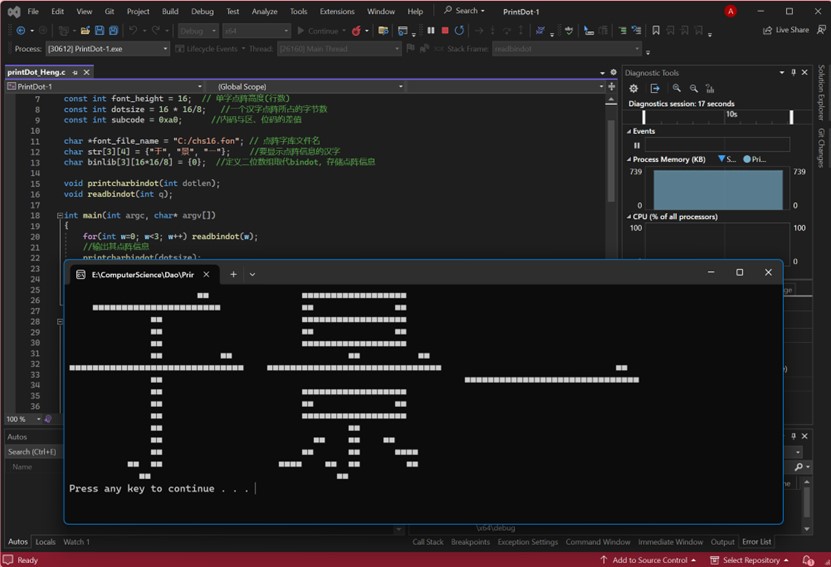 File Edit View Git Project Build Debug Test Analyze Tools Extensions Window Help Search PrintDot-1 A
Debug x64 Continue Live Share
Process: [30612] PrintDot-1.exe Lifecycle Events Thread: [26160] Main Thread Stack Frame: readbindot
printDot_Heng.c
PrintDot-1 (Global Scope)
7 const int font_height = 16; // 单字点阵高度(行数)
8 const int dotsize = 16 * 16/8; //一个汉字点阵所占的字节数
9 const int subcode = 0xa0; //内码与区、位码的差值
10
11 char *font_file_name = "C:/chs16.fon"; // 点阵字库文件名
12 char str[3][4] = {"于", "景", "一"}; //要显示点阵信息的汉字
13 char binlib[3][16*16/8] = {0}; //定义二位数组取代bindot, 存储点阵信息
14
15 void printcharbindot(int dotlen);
16 void readbindot(int q);
17
18 int main(int argc, char* argv[])
19 {
20 for(int w=0; w<3; w++) readbindot(w);
21 //输出其点阵信息
22 printcharbindot(dotsize);
23
24
25
26
27
28
29
30
31
32
33
34
35
36
100 %
Diagnostic Tools
Diagnostics session: 17 seconds
10s
Events
Process Memory (KB) S... Pri...
739 739
0 0
CPU (% of all processors)
100 100
0 0
Solution Explorer
Git Changes
E:\ComputerScience\Dao\Prir
Press any key to continue . . .
Autos
Search (Ctrl+E)
Name
\x64\debug
Autos Locals Watch 1
Call Stack Breakpoints Exception Settings Command Window Immediate Window Output Error List
Ready Add to Source Control Select Repository